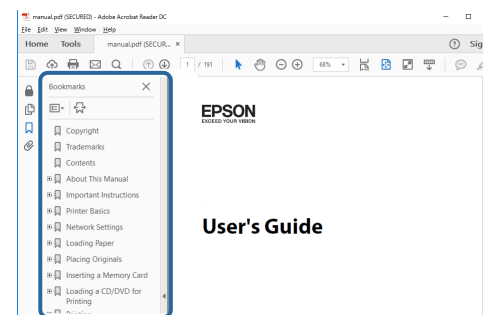 manual.pdf (SECURED) - Adobe Acrobat Reader DC
File Edit View Window Help
Home Tools manual.pdf (SECUR... ×
1 / 191
68%
Bookmarks
Copyright
Trademarks
Contents
About This Manual
Important Instructions
Printer Basics
Network Settings
Loading Paper
Placing Originals
Inserting a Memory Card
Loading a CD/DVD for
Printing
Printing
EPSON
EXCEED YOUR VISION
User's Guide
Sig